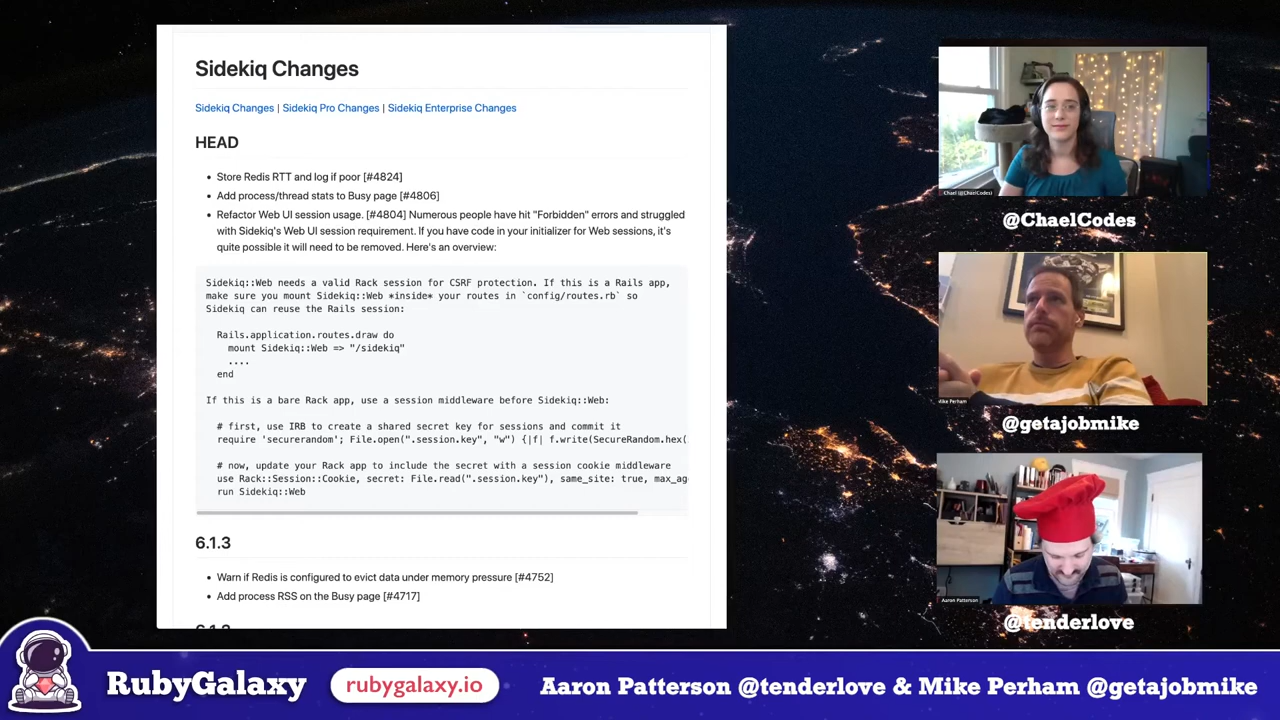 Sidekiq Changes
Sidekiq Changes | Sidekiq Pro Changes | Sidekiq Enterprise Changes
HEAD
• Store Redis RTT and log if poor [#4824]
• Add process/thread stats to Busy page [#4806]
• Refactor Web UI session usage. [#4804] Numerous people have hit "Forbidden" errors and struggled
with Sidekiq's Web UI session requirement. If you have code in your initializer for Web sessions, it's
quite possible it will need to be removed. Here's an overview:
Sidekiq::Web needs a valid Rack session for CSRF protection. If this is a Rails app,
make sure you mount Sidekiq::Web *inside* your routes in `config/routes.rb` so
Sidekiq can reuse the Rails session:
Rails.application.routes.draw do
mount Sidekiq::Web => "/sidekiq"
....
end
If this is a bare Rack app, use a session middleware before Sidekiq::Web:
# first, use IRB to create a shared secret key for sessions and commit it
require 'securerandom'; File.open(".session.key", "w") {|f| f.write(SecureRandom.hex(
# now, update your Rack app to include the secret with a session cookie middleware
use Rack::Session::Cookie, secret: File.read(".session.key"), same_site: true, max_ag
run Sidekiq::Web
6.1.3
• Warn if Redis is configured to evict data under memory pressure [#4752]
• Add process RSS on the Busy page [#4717]
Chael (@ChaelCodes)
@ChaelCodes
Mike Perham
@getajobmike
Aaron Patterson
@tenderlove
RubyGalaxy
rubygalaxy.io
Aaron Patterson @tenderlove & Mike Perham @getajobmike